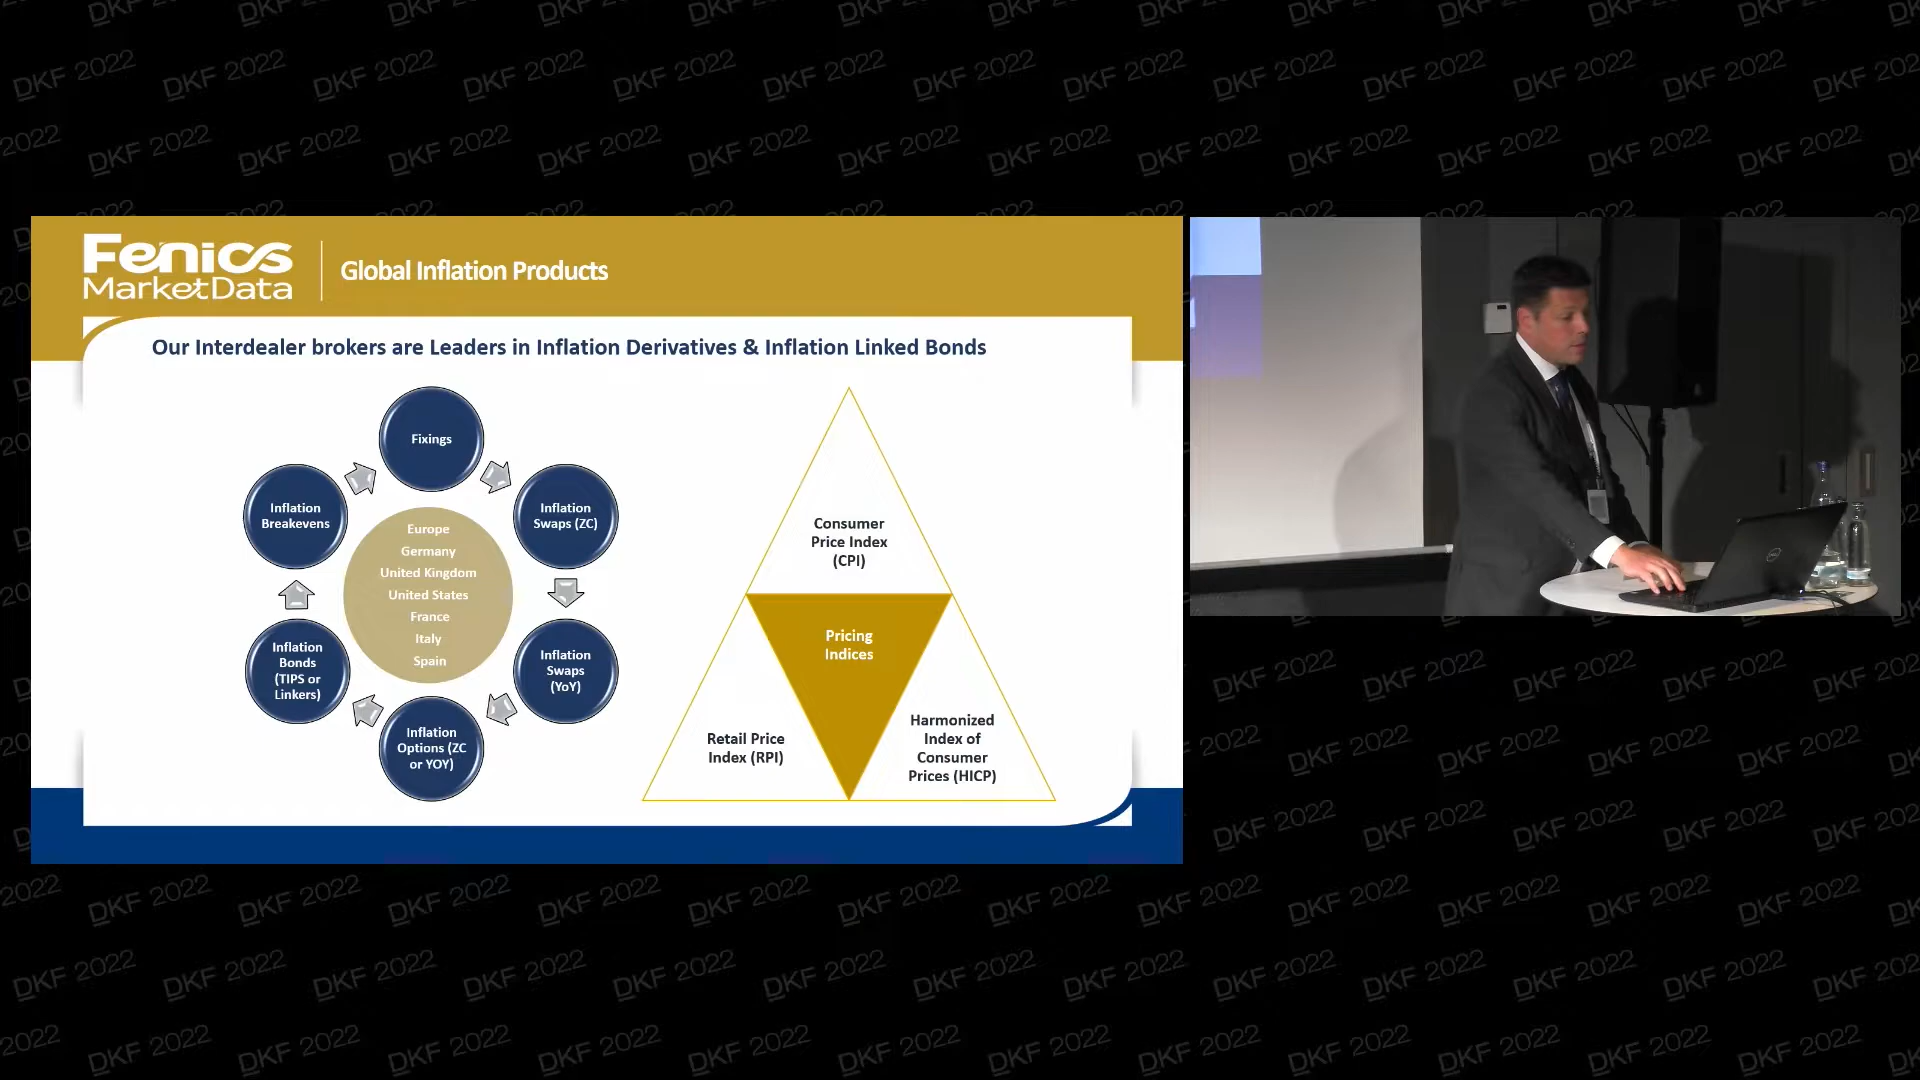 Fenics
MarketData
Global Inflation Products
Our Interdealer brokers are Leaders in Inflation Derivatives & Inflation Linked Bonds
Fixings
Inflation
Swaps (ZC)
Inflation
Swaps
(YoY)
Inflation
Options (ZC
or YOY)
Inflation
Bonds
(TIPS or
Linkers)
Inflation
Breakevens
Europe
Germany
United Kingdom
United States
France
Italy
Spain
Consumer
Price Index
(CPI)
Pricing
Indices
Retail Price
Index (RPI)
Harmonized
Index of
Consumer
Prices (HICP)
DKF 2022